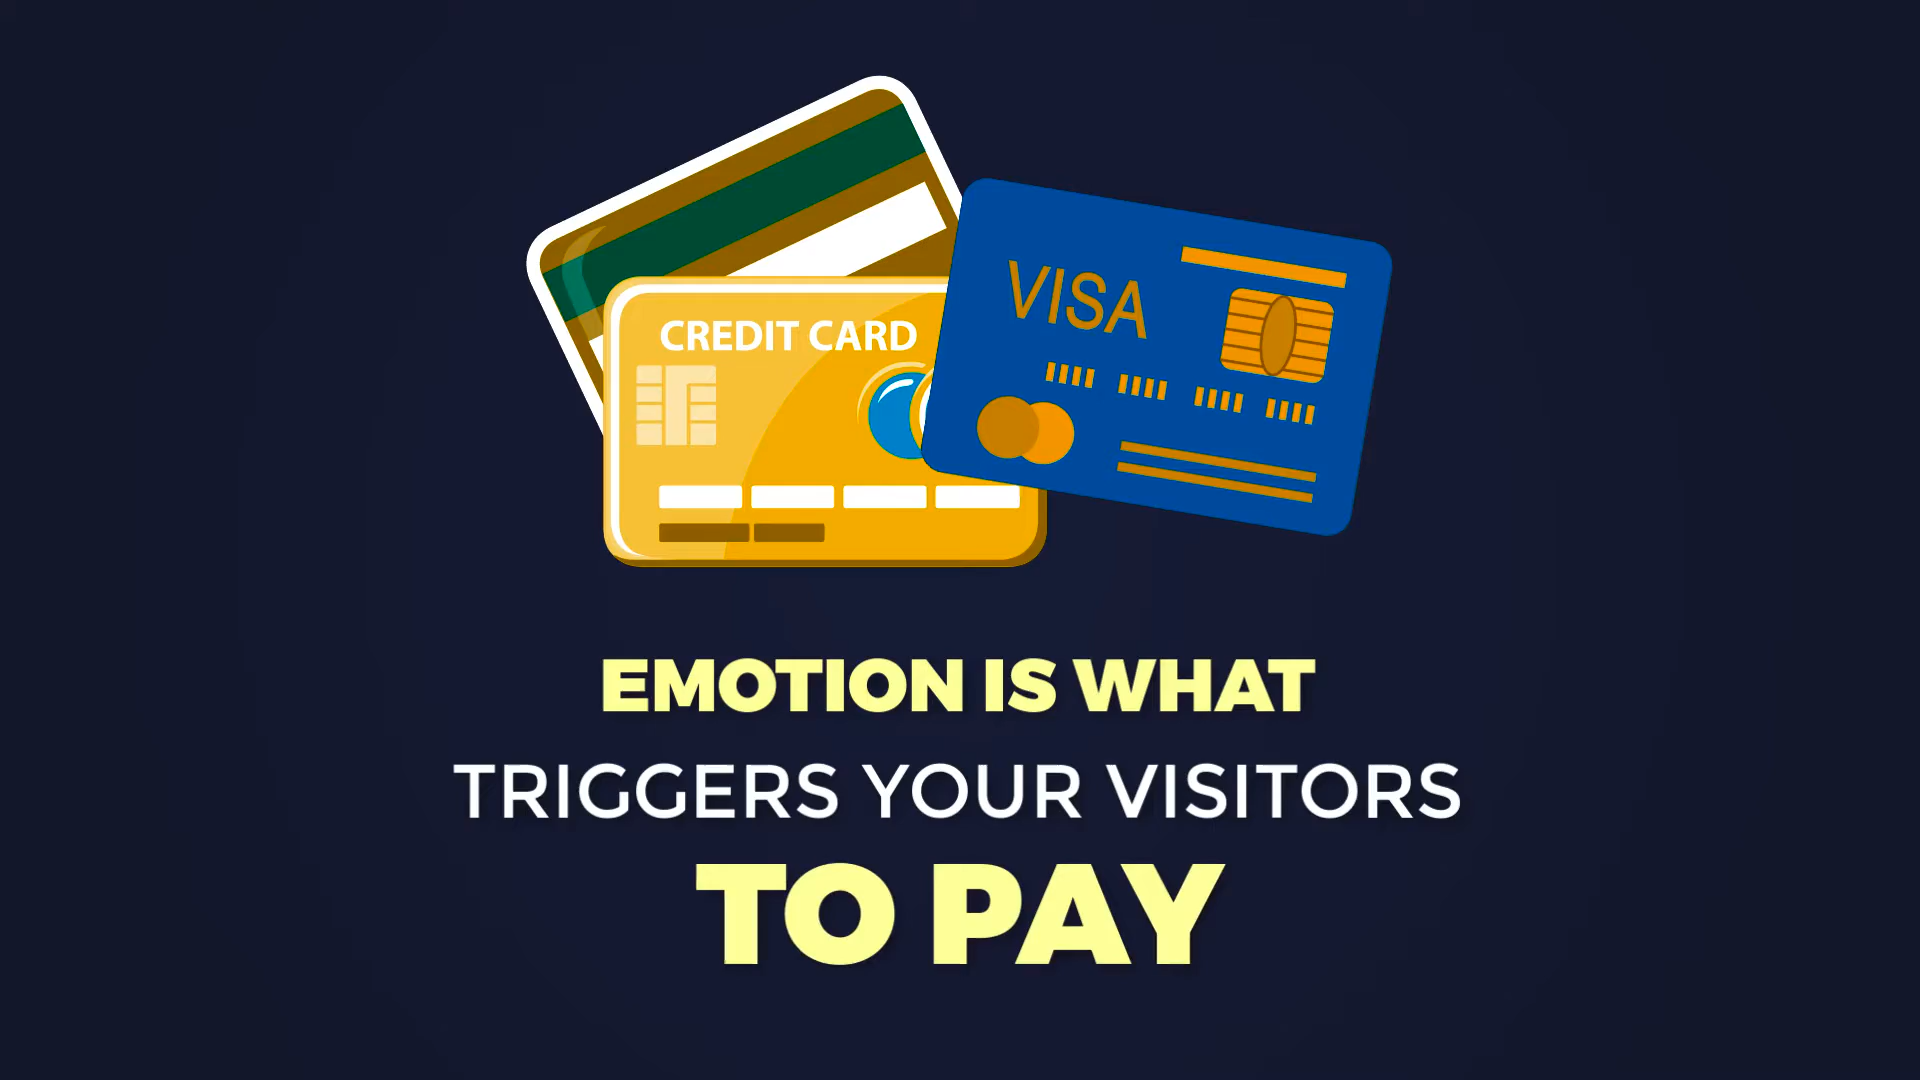 CREDIT CARD
VISA
EMOTION IS WHAT
TRIGGERS YOUR VISITORS
TO PAY